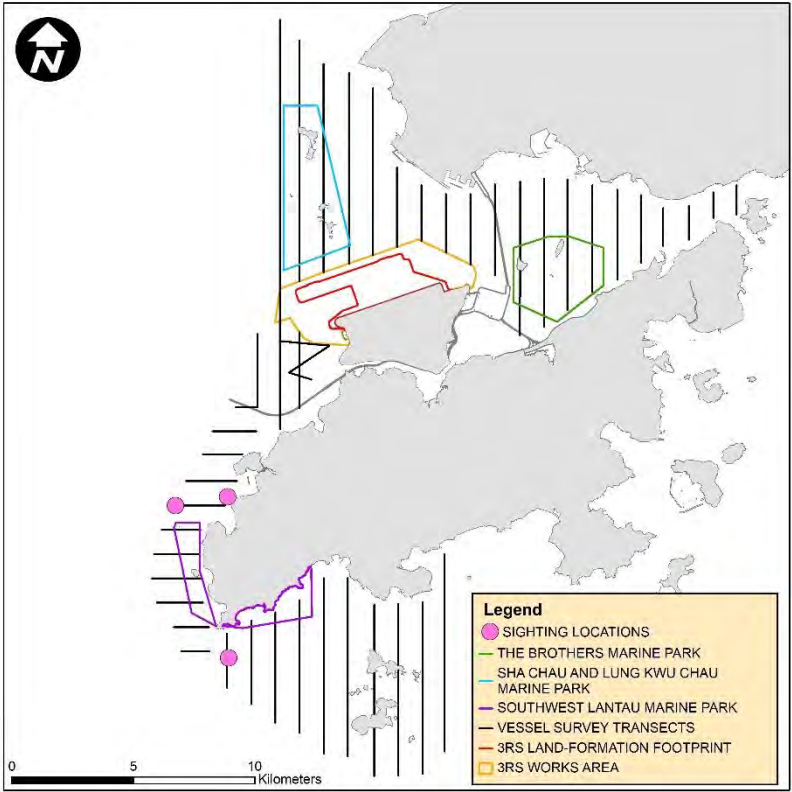 N
Legend
SIGHTING LOCATIONS
THE BROTHERS MARINE PARK
SHA CHAU AND LUNG KWU CHAU
MARINE PARK
SOUTHWEST LANTAU MARINE PARK
VESSEL SURVEY TRANSECTS
3RS LAND-FORMATION FOOTPRINT
3RS WORKS AREA
0 5 10
Kilometers